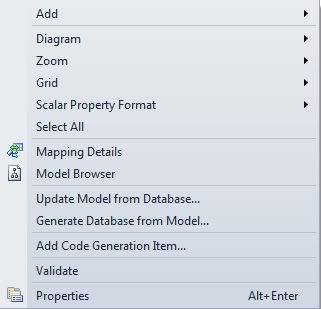 Add
Diagram
Zoom
Grid
Scalar Property Format
Select All
Mapping Details
Model Browser
Update Model from Database...
Generate Database from Model...
Add Code Generation Item...
Validate
Properties Alt+Enter